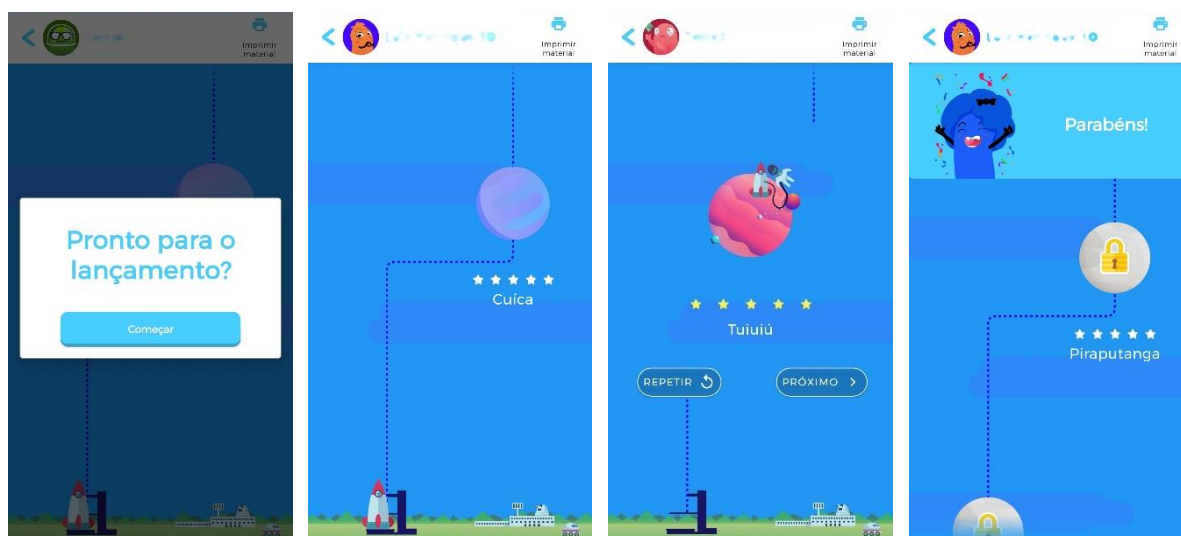 Imprimir
material
Pronto para o
lançamento?
Começar
Imprimir
material
Cuíca
Imprimir
material
Tuiuiú
REPETIR
PRÓXIMO
Imprimir
material
Parabéns!
Piraputanga